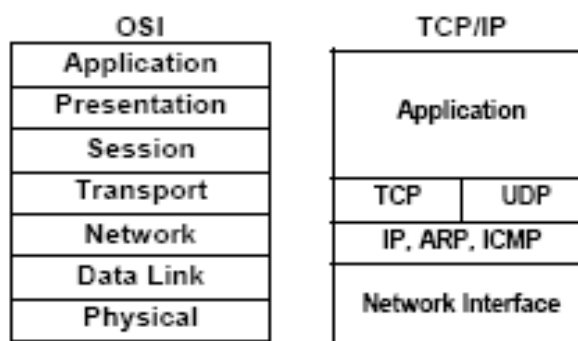 OSI
Application
Presentation
Session
Transport
Network
Data Link
Physical
TCP/IP
Application
TCP UDP
IP, ARP, ICMP
Network Interface